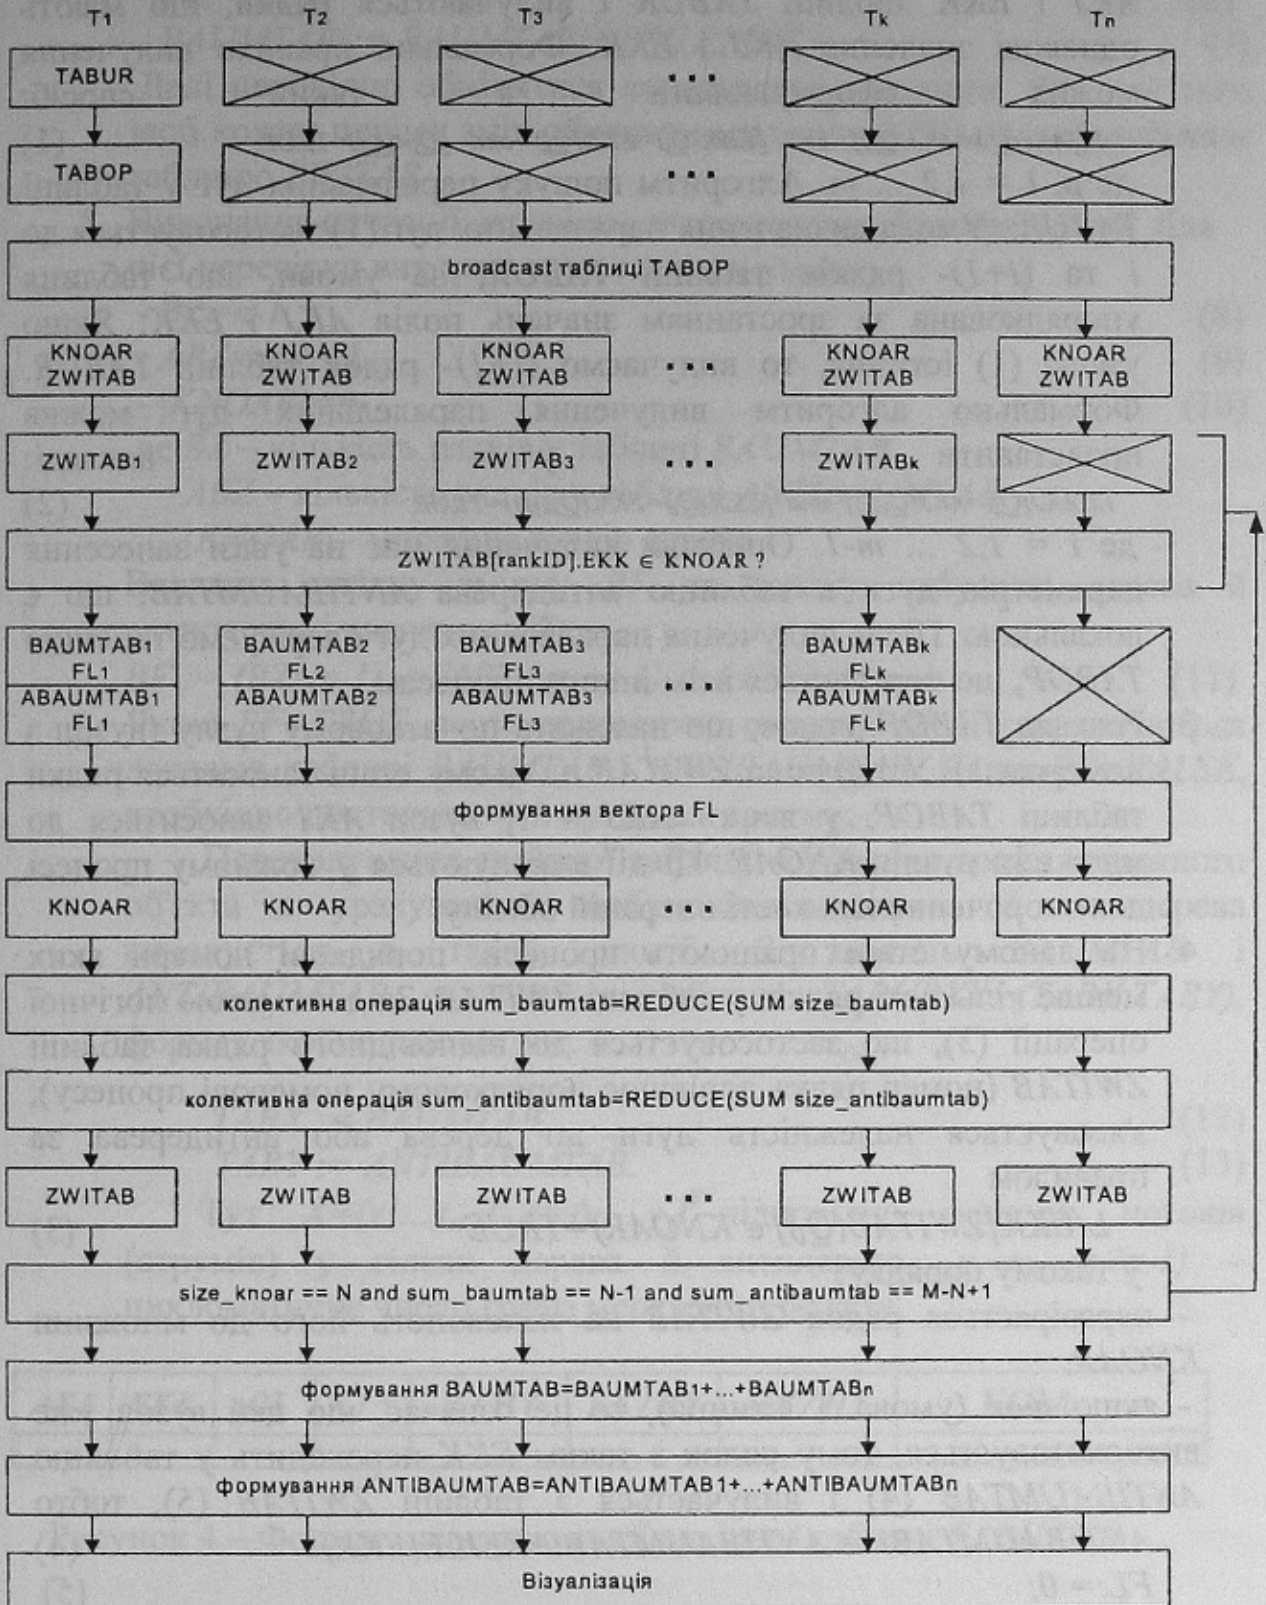 T1 T2 T3 Tk Tn
TABUR ...
TABOP ...
broadcast таблиці TABOP
KNOAR KNOAR KNOAR KNOAR KNOAR
ZWITAB ZWITAB ZWITAB ... ZWITAB ZWITAB
ZWITAB1 ZWITAB2 ZWITAB3 ... ZWITABk
ZWITAB[rankID].EKK ∈ KNOAR ?
BAUMTAB1 BAUMTAB2 BAUMTAB3 BAUMTABk
FL1 FL2 FL3 FLk
ABAUMTAB1 ABAUMTAB2 ABAUMTAB3 ... ABAUMTABk
FL1 FL2 FL3 FLk
формування вектора FL
KNOAR KNOAR KNOAR ... KNOAR KNOAR
колективна операція sum_baumtab=REDUCE(SUM size_baumtab)
колективна операція sum_antibaumtab=REDUCE(SUM size_antibaumtab)
ZWITAB ZWITAB ZWITAB ... ZWITAB ZWITAB
size_knoar == N and sum_baumtab == N-1 and sum_antibaumtab == M-N+1
формування BAUMTAB=BAUMTAB1+...+BAUMTABn
формування ANTIBAUMTAB=ANTIBAUMTAB1+...+ANTIBAUMTABn
Візуалізація